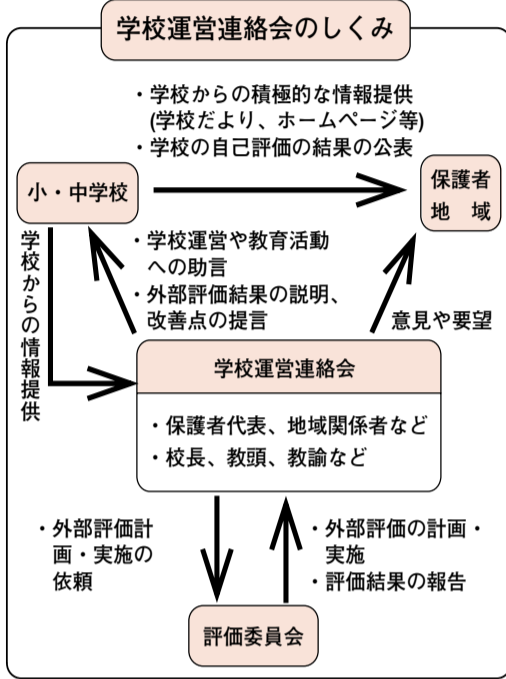 学校運営連絡会のしくみ
・学校からの積極的な情報提供
(学校だより、ホームページ等)
・学校の自己評価の結果の公表
小・中学校
保護者
地　域
・学校運営や教育活動
への助言
・外部評価結果の説明、
改善点の提言
学校からの情報提供
意見や要望
学校運営連絡会
・保護者代表、地域関係者など
・校長、教頭、教諭など
・外部評価計
画・実施の
依頼
・外部評価の計画・
実施
・評価結果の報告
評価委員会